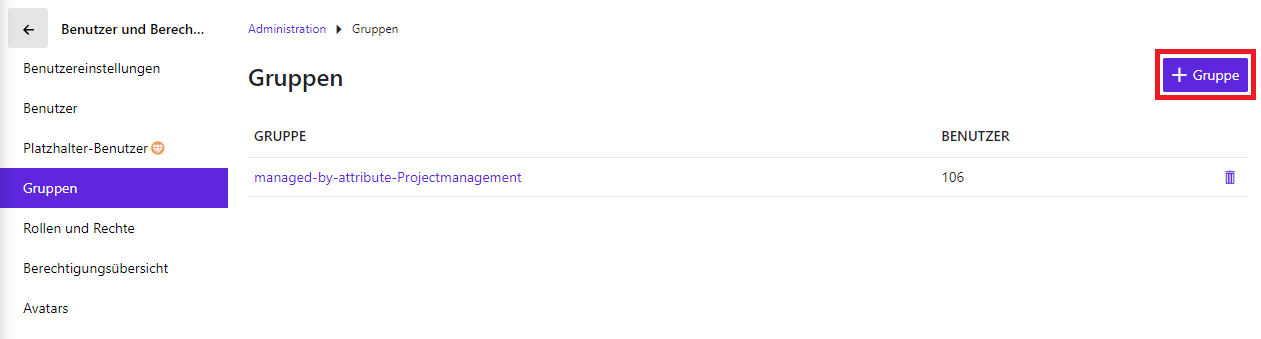 Benutzer und Berech...
Administration Gruppen
Benutzereinstellungen
Benutzer
Platzhalter-Benutzer
Gruppen
Rollen und Rechte
Berechtigungsübersicht
Avatars
Gruppen
+ Gruppe
GRUPPE BENUTZER
managed-by-attribute-Projectmanagement 106